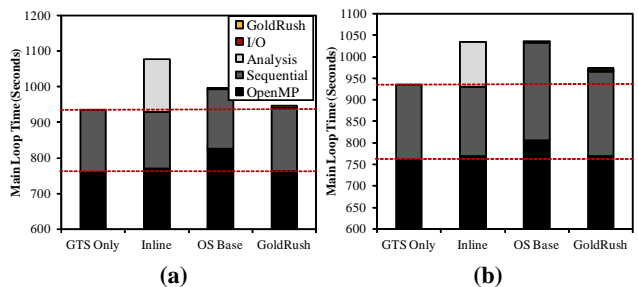 1200
1100
1000
900
800
700
600
Main Loop Time (Seconds)
GoldRush
I/O
Analysis
Sequential
OpenMP
GTS Only Inline OS Base GoldRush
(a)
1100
1050
1000
950
900
850
800
750
700
650
600
Main Loop Time (Seconds)
GTS Only Inline OS Base GoldRush
(b)